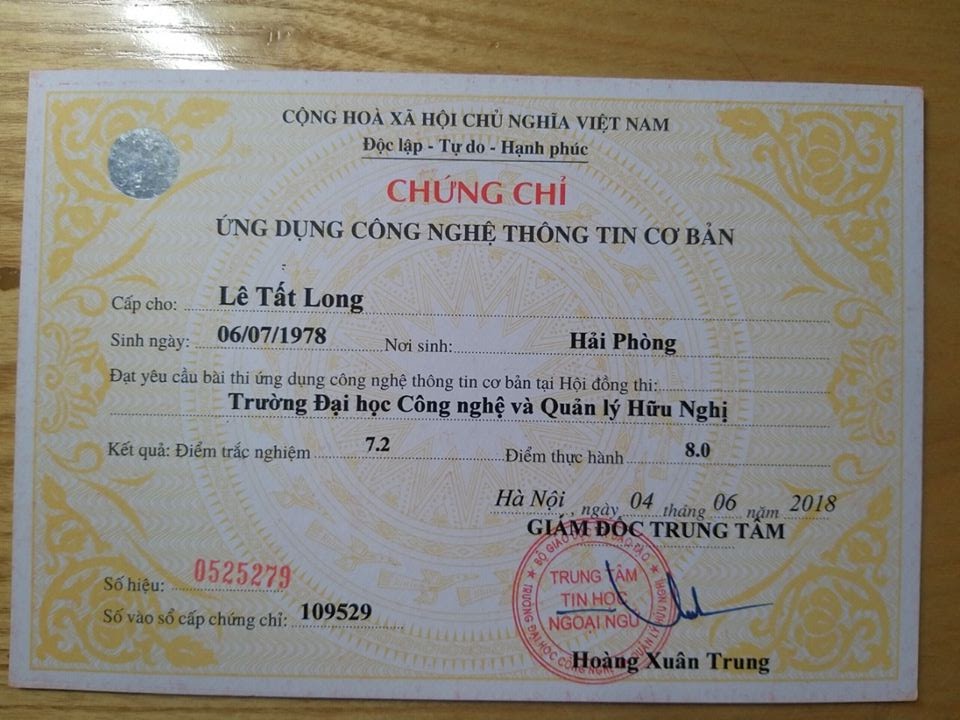 CỘNG HOÀ XÃ HỘI CHỦ NGHĨA VIỆT NAM
Độc lập - Tự do - Hạnh phúc
CHỨNG CHỈ
ỨNG DỤNG CÔNG NGHỆ THÔNG TIN CƠ BẢN
Cấp cho: Lê Tất Long
Sinh ngày: 06/07/1978 Nơi sinh: Hải Phòng
Đạt yêu cầu bài thi ứng dụng công nghệ thông tin cơ bản tại Hội đồng thi:
Trường Đại học Công nghệ và Quản lý Hữu Nghị
Kết quả: Điểm trắc nghiệm 7.2 Điểm thực hành 8.0
Hà Nội, ngày 04 tháng 06 năm 2018
GIÁM ĐỐC TRUNG TÂM
TRUNG TÂM
TIN HỌC
NGOẠI NGỮ
Số hiệu: 0525279
Số vào sổ cấp chứng chỉ: 109529
Hoàng Xuân Trung